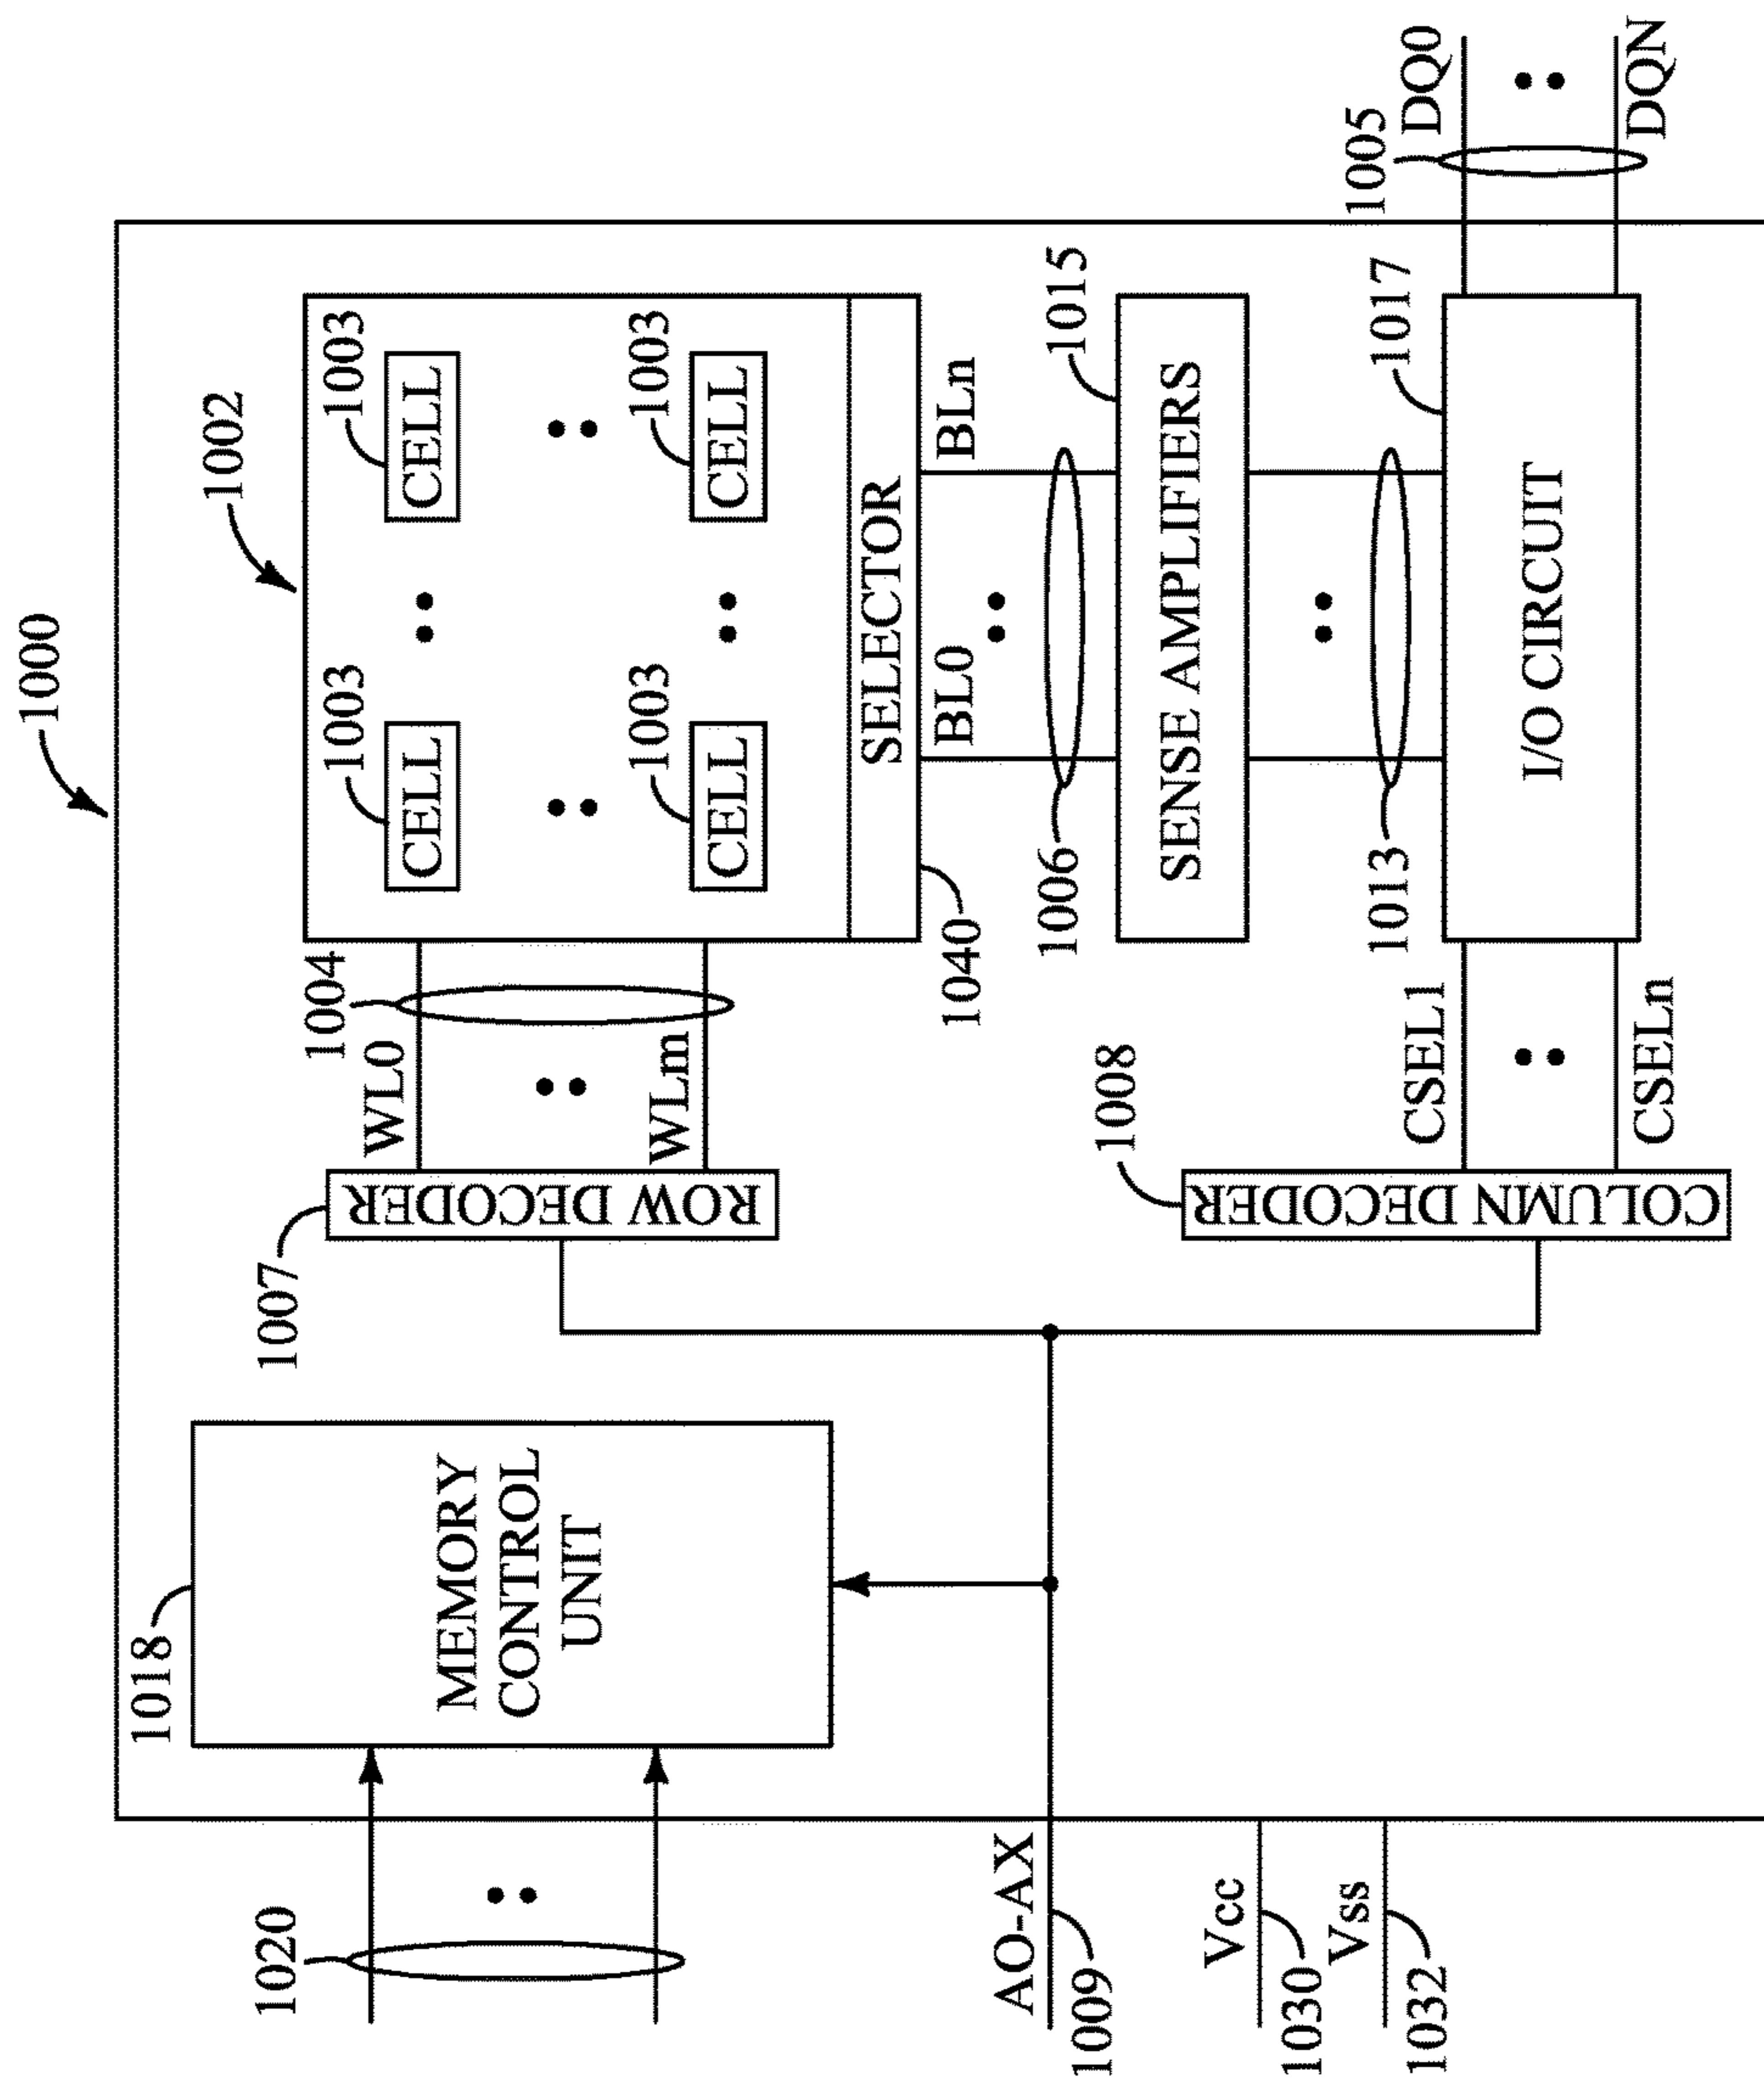 1000
1002
1018
1020
MEMORY
CONTROL
UNIT
1007
ROW DECODER
1004
WL0
WLm
1003
CELL
1003
CELL
1003
CELL
1003
CELL
SELECTOR
1040
BL0
BLn
1006
1015
SENSE AMPLIFIERS
1013
1017
I/O CIRCUIT
1008
COLUMN DECODER
CSEL1
CSELn
1005
DQ0
DQN
AO-AX
1009
Vcc
1030
Vss
1032